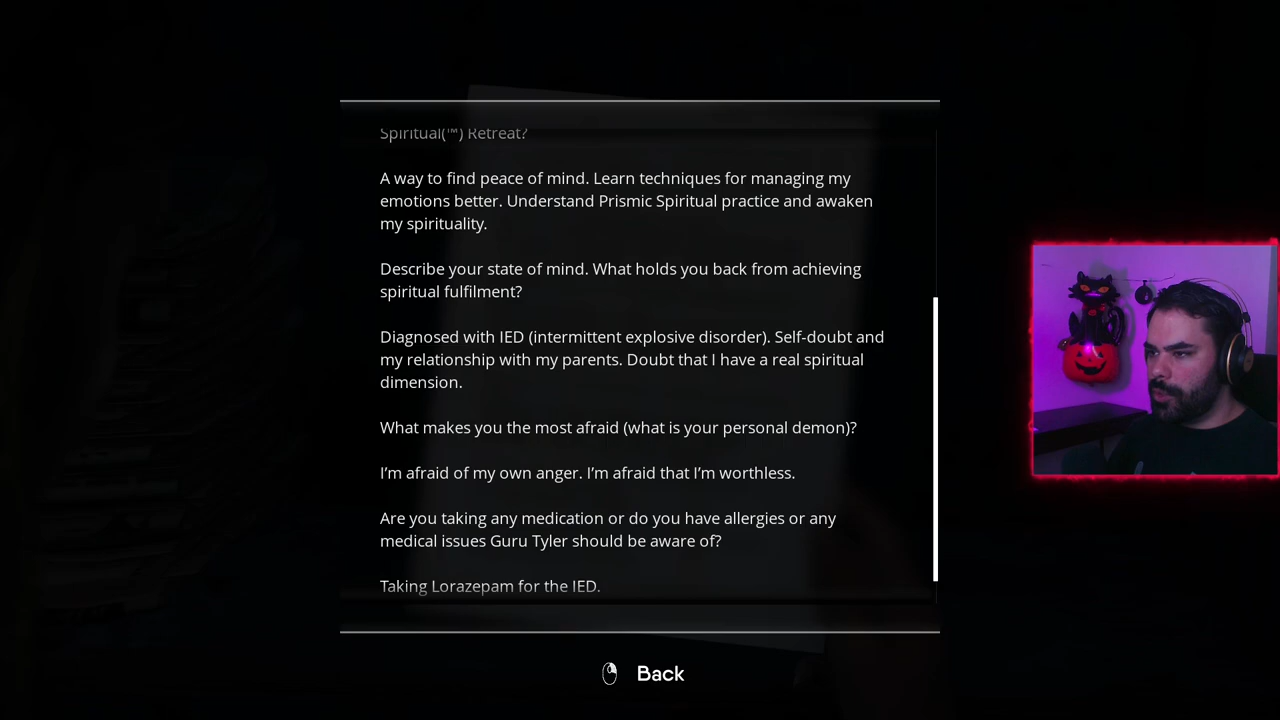 Spiritual(™) Retreat?
A way to find peace of mind. Learn techniques for managing my
emotions better. Understand Prismic Spiritual practice and awaken
my spirituality.
Describe your state of mind. What holds you back from achieving
spiritual fulfilment?
Diagnosed with IED (intermittent explosive disorder). Self-doubt and
my relationship with my parents. Doubt that I have a real spiritual
dimension.
What makes you the most afraid (what is your personal demon)?
I’m afraid of my own anger. I’m afraid that I’m worthless.
Are you taking any medication or do you have allergies or any
medical issues Guru Tyler should be aware of?
Taking Lorazepam for the IED.
Back